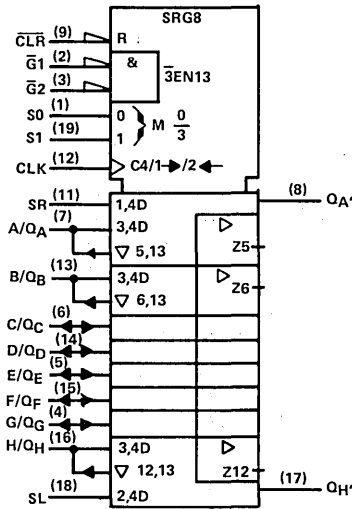 SRG8
CLR (9) R
G1 (2) & 3EN13
G2 (3)
S0 (1) 0 M 0/3
S1 (19) 1
CLK (12) C4/1→/2←
(8) QA'
SR (11) 1,4D
A/QA (7) 3,4D
▽ 5,13 Z5
B/QB (13) 3,4D
▽ 6,13 Z6
C/QC (6)
D/QD (14)
E/QE (5)
F/QF (15)
G/QG (4)
H/QH (16) 3,4D
▽ 12,13 Z12
SL (18) 2,4D (17) QH'